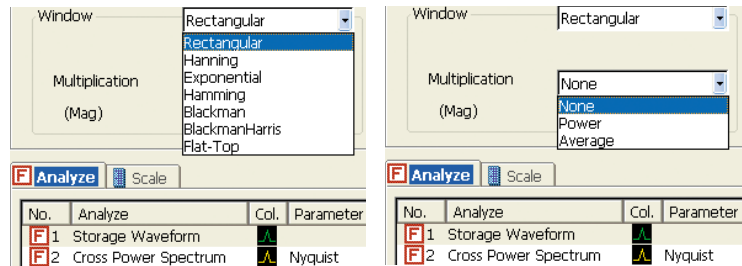 Window Rectangular
Rectangular
Hanning
Exponential
Hamming
Blackman
BlackmanHarris
Flat-Top
Multiplication
(Mag)
F Analyze Scale
No. Analyze Col. Parameter
F 1 Storage Waveform
F 2 Cross Power Spectrum Nyquist
Window Rectangular
Multiplication None
(Mag)
None
Power
Average
F Analyze Scale
No. Analyze Col. Parameter
F 1 Storage Waveform
F 2 Cross Power Spectrum Nyquist